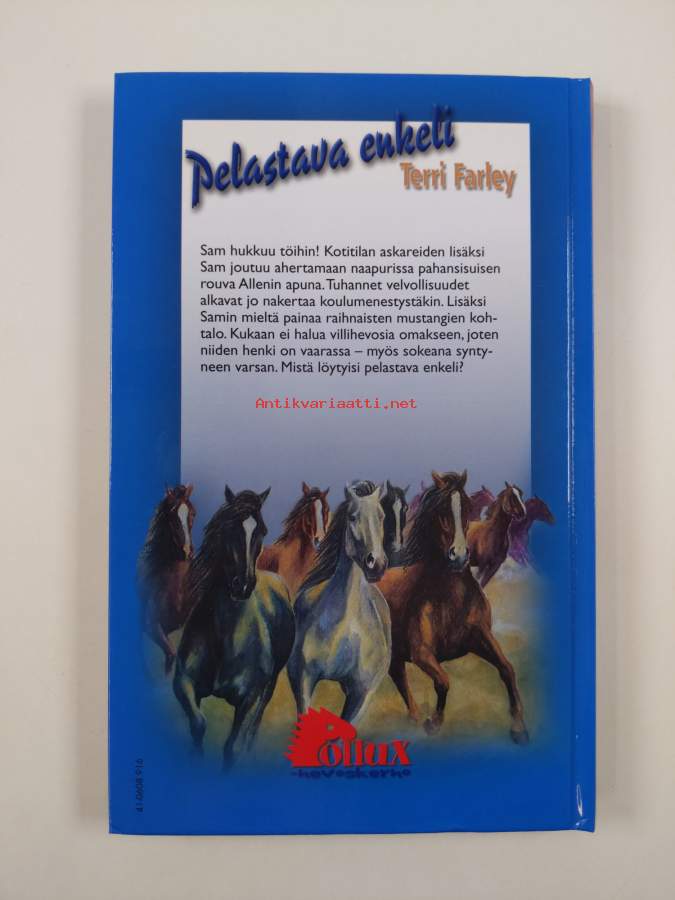 Pelastava enkeli
Terri Farley
Sam hukkuu töihin! Kotitilan askareiden lisäksi
Sam joutuu ahertamaan naapurissa pahansisuisen
rouva Allenin apuna. Tuhannet velvollisuudet
alkavat jo nakertaa koulumenestystäkin. Lisäksi
Samin mieltä painaa raihnaisten mustangien koh-
talo. Kukaan ei halua villihevosia omakseen, joten
niiden henki on vaarassa – myös sokeana synty-
neen varsan. Mistä löytyisi pelastava enkeli?
Antikvariaatti.net
Pollux
-hevoskerho
41-0608 916